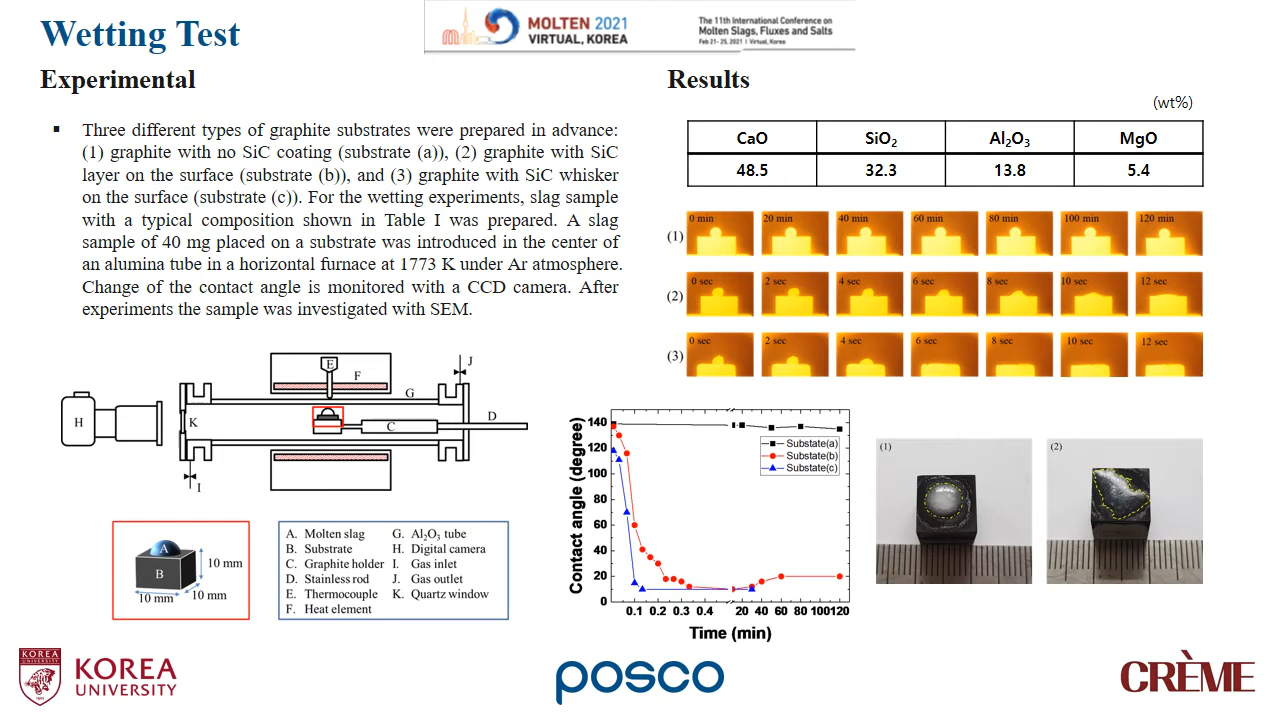 Wetting Test
MOLTEN 2021
VIRTUAL, KOREA
The 11th International Conference on
Molten Slags, Fluxes and Salts
Feb 21- 25, 2021 I Virtual, Korea
Experimental
▪ Three different types of graphite substrates were prepared in advance:
(1) graphite with no SiC coating (substrate (a)), (2) graphite with SiC
layer on the surface (substrate (b)), and (3) graphite with SiC whisker
on the surface (substrate (c)). For the wetting experiments, slag sample
with a typical composition shown in Table I was prepared. A slag
sample of 40 mg placed on a substrate was introduced in the center of
an alumina tube in a horizontal furnace at 1773 K under Ar atmosphere.
Change of the contact angle is monitored with a CCD camera. After
experiments the sample was investigated with SEM.
E
F
J
G
H
K
C
D
I
A
B
10 mm
10 mm
10 mm
A. Molten slag
B. Substrate
C. Graphite holder
D. Stainless rod
E. Thermocouple
F. Heat element
G. Al₂O₃ tube
H. Digital camera
I. Gas inlet
J. Gas outlet
K. Quartz window
Results
(wt%)
CaO SiO₂ Al₂O₃ MgO
48.5 32.3 13.8 5.4
(1) 0 min 20 min 40 min 60 min 80 min 100 min 120 min
(2) 0 sec 2 sec 4 sec 6 sec 8 sec 10 sec 12 sec
(3) 0 sec 2 sec 4 sec 6 sec 8 sec 10 sec 12 sec
Contact angle (degree)
140
120
100
80
60
40
20
0
Substate(a)
Substate(b)
Substate(c)
0.1 0.2 0.3 0.4 20 40 60 80 100 120
Time (min)
(1)
(2)
KOREA
UNIVERSITY
KOREA
UNIVERSITY
posco
CRÈME